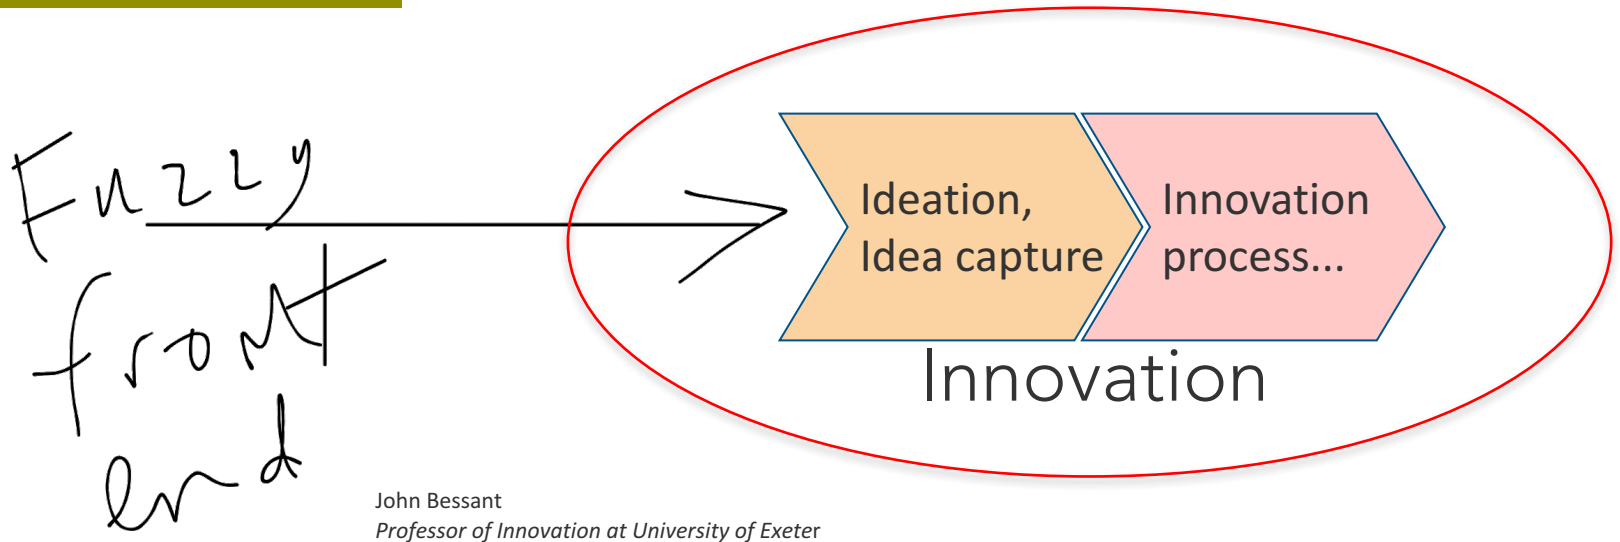 Fuzzy
front
end
Ideation,
Idea capture
Innovation
process...
Innovation
John Bessant
Professor of Innovation at University of Exeter